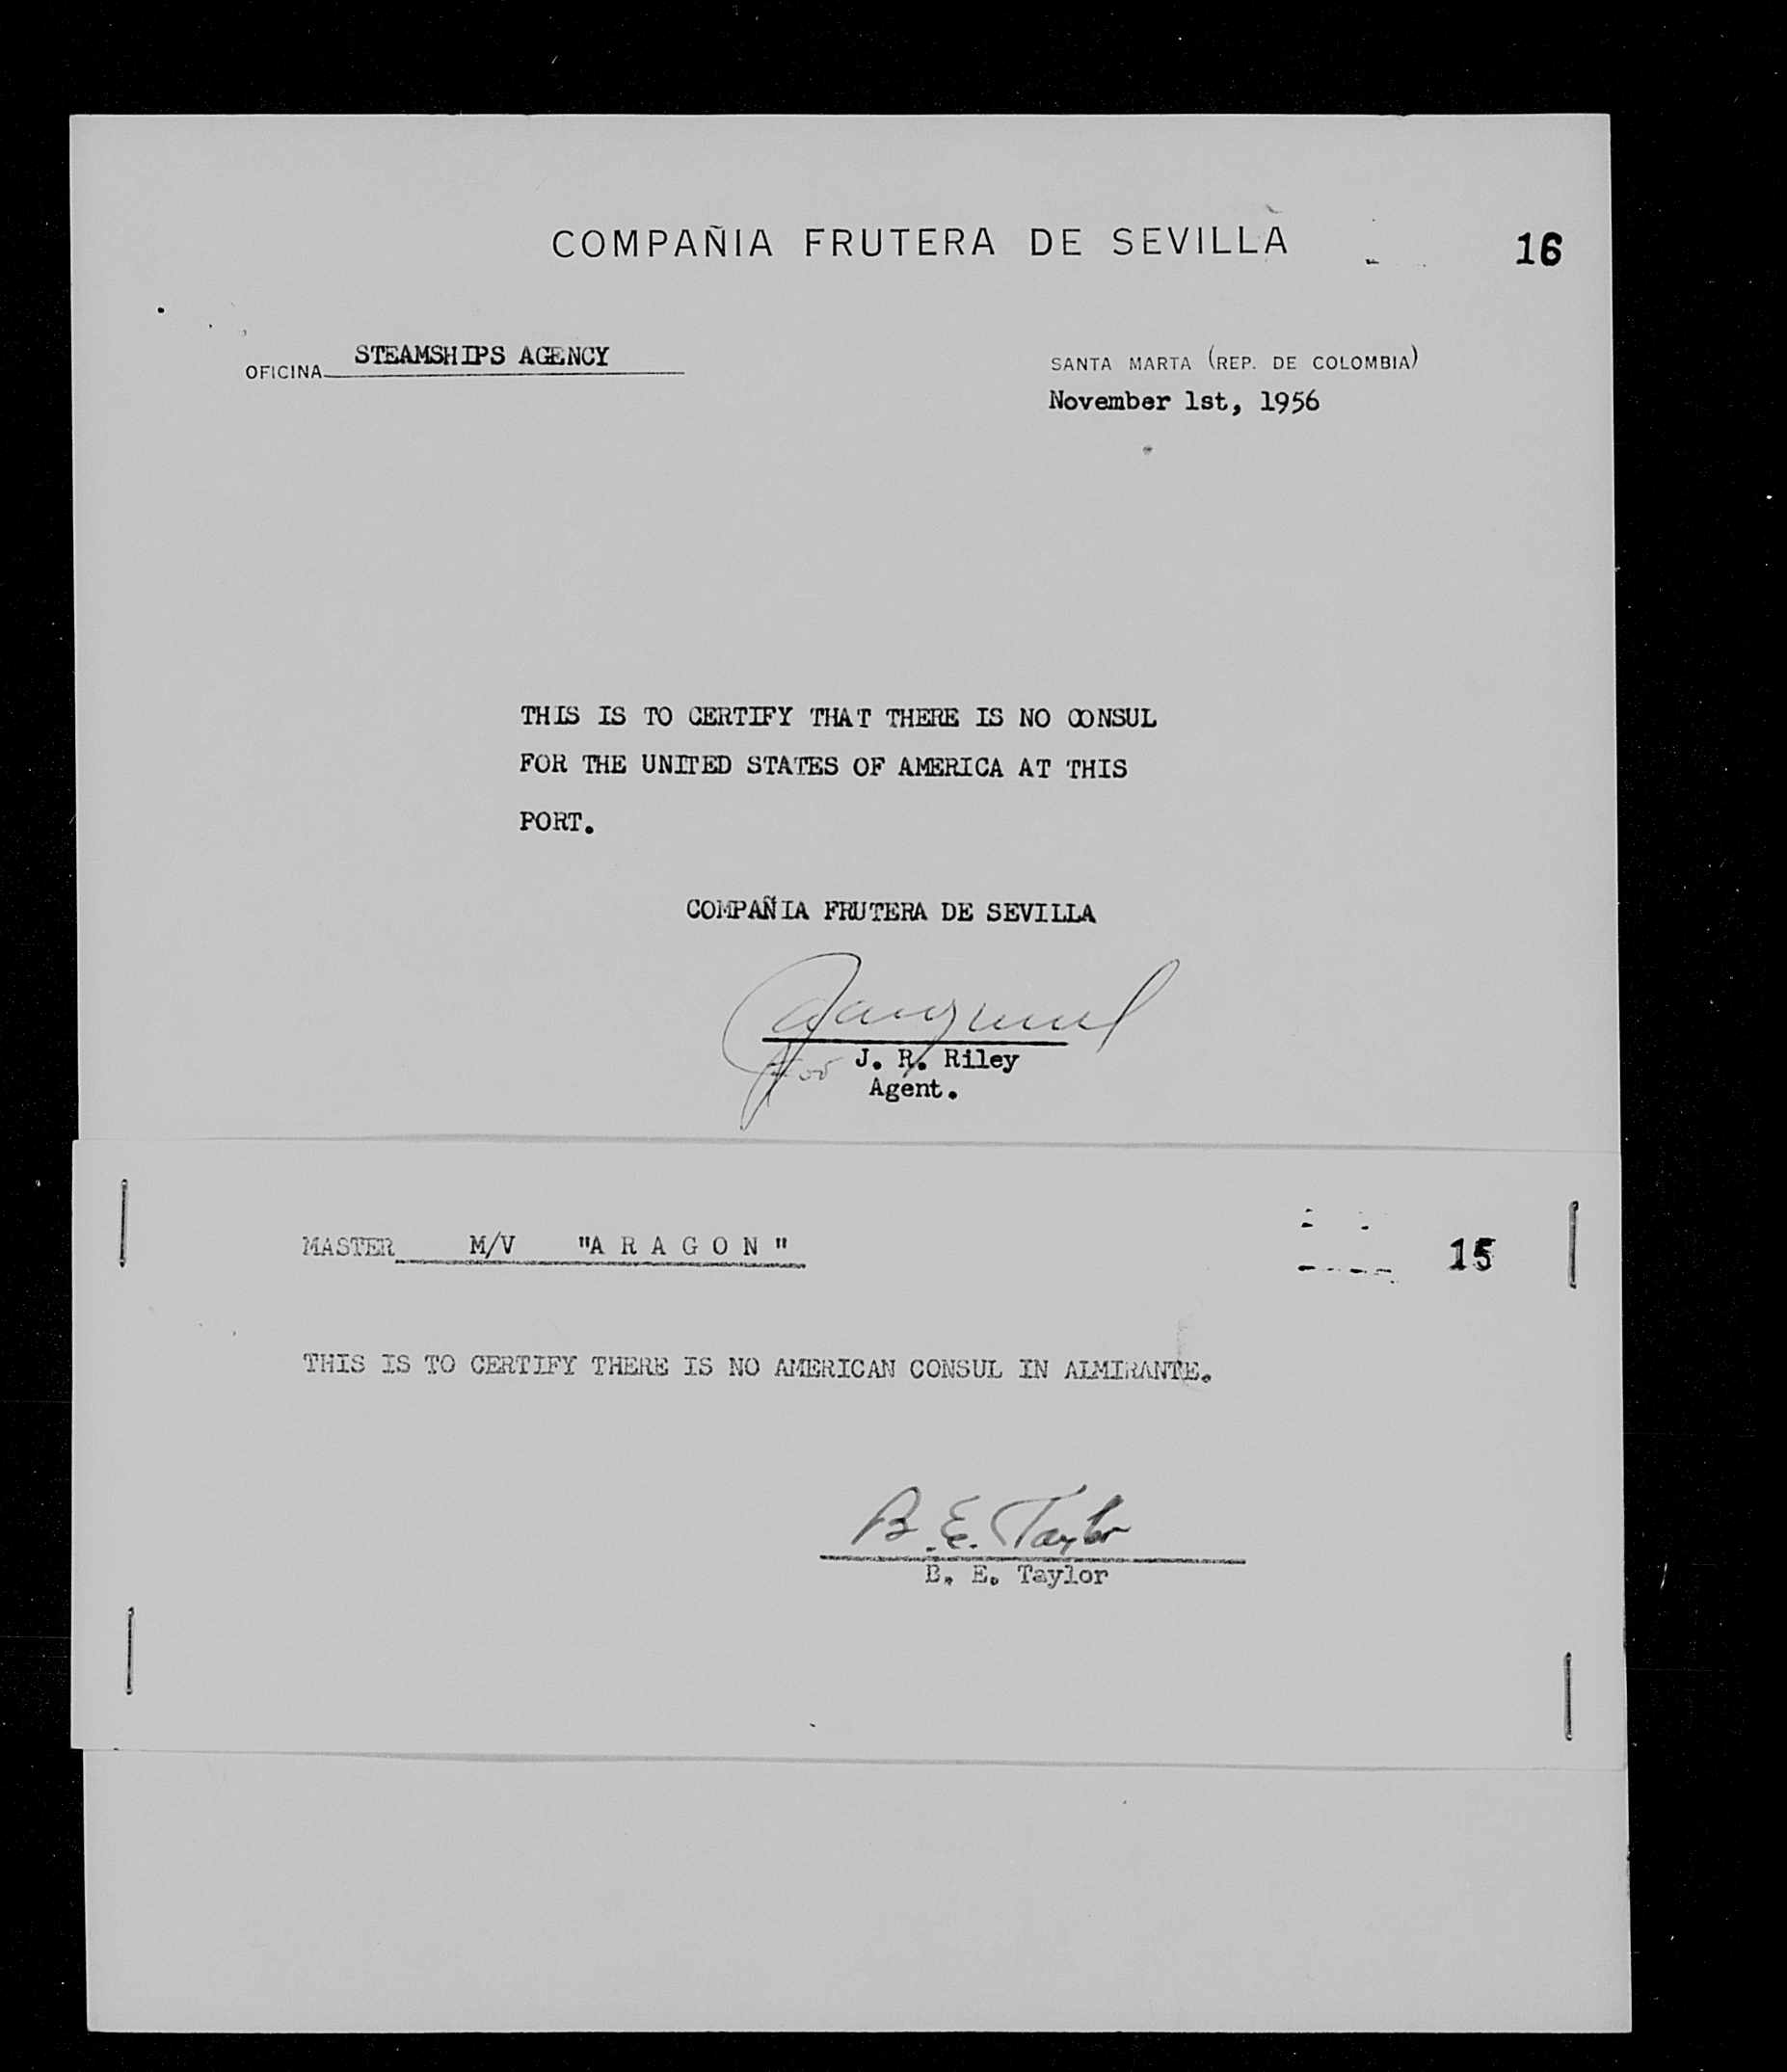 COMPAÑIA FRUTERA DE SEVILLA
16
OFICINA STEAMSHIPS AGENCY
SANTA MARTA (REP. DE COLOMBIA)
November 1st, 1956
THIS IS TO CERTIFY THAT THERE IS NO CONSUL
FOR THE UNITED STATES OF AMERICA AT THIS
PORT.
COMPAÑIA FRUTERA DE SEVILLA
for J. R. Riley
Agent.
MASTER M/V "A R A G O N"
15
THIS IS TO CERTIFY THERE IS NO AMERICAN CONSUL IN ALMIRANTE.
B. E. Taylor
B. E. Taylor